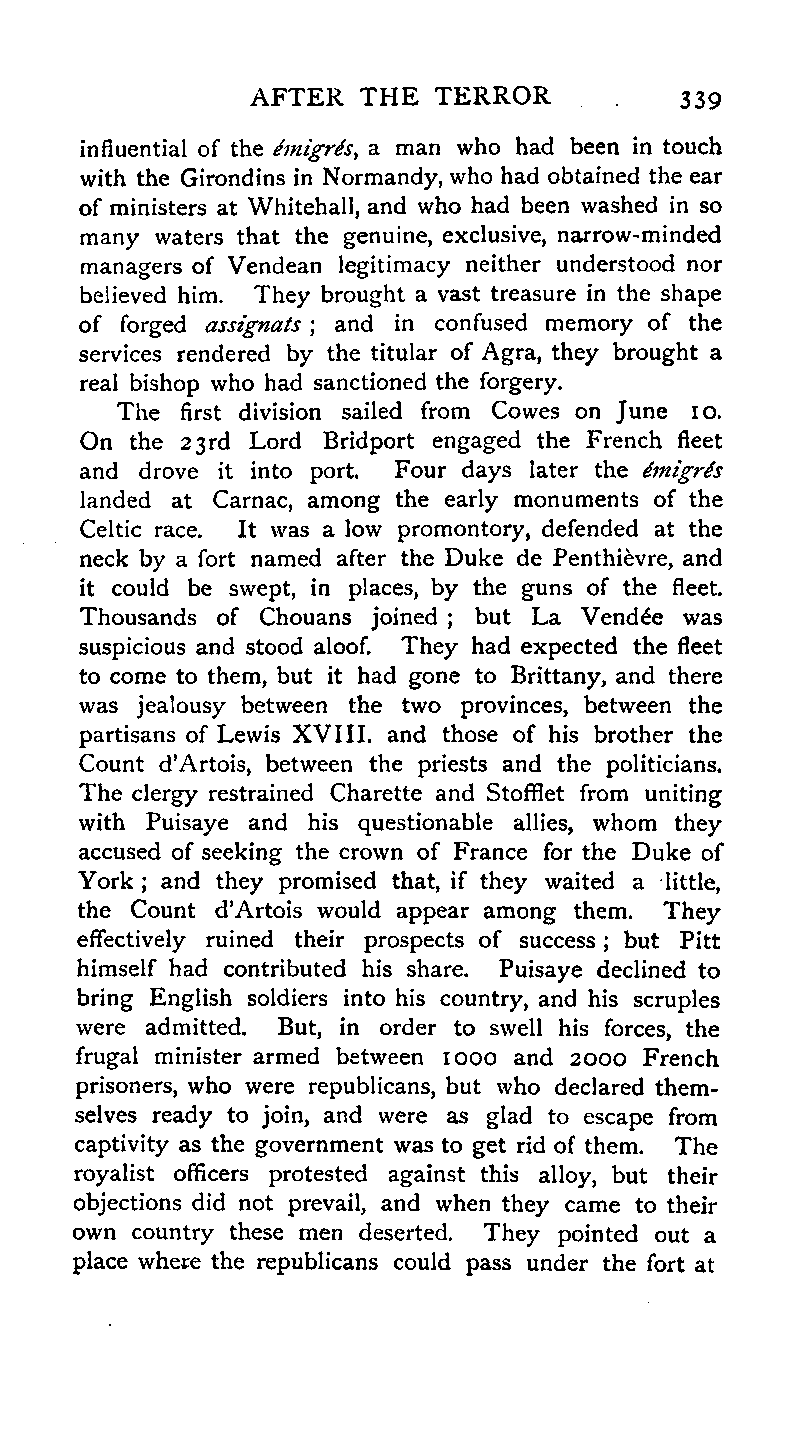 AFTER THE TERROR 339
influential of the émigrés, a man who had been in touch
with the Girondins in Normandy, who had obtained the ear
of ministers at Whitehall, and who had been washed in so
many waters that the genuine, exclusive, narrow-minded
managers of Vendean legitimacy neither understood nor
believed him. They brought a vast treasure in the shape
of forged assignats ; and in confused memory of the
services rendered by the titular of Agra, they brought a
real bishop who had sanctioned the forgery.
The first division sailed from Cowes on June 10.
On the 23rd Lord Bridport engaged the French fleet
and drove it into port. Four days later the émigrés
landed at Carnac, among the early monuments of the
Celtic race. It was a low promontory, defended at the
neck by a fort named after the Duke de Penthièvre, and
it could be swept, in places, by the guns of the fleet.
Thousands of Chouans joined ; but La Vendée was
suspicious and stood aloof. They had expected the fleet
to come to them, but it had gone to Brittany, and there
was jealousy between the two provinces, between the
partisans of Lewis XVIII. and those of his brother the
Count d'Artois, between the priests and the politicians.
The clergy restrained Charette and Stofflet from uniting
with Puisaye and his questionable allies, whom they
accused of seeking the crown of France for the Duke of
York ; and they promised that, if they waited a little,
the Count d'Artois would appear among them. They
effectively ruined their prospects of success ; but Pitt
himself had contributed his share. Puisaye declined to
bring English soldiers into his country, and his scruples
were admitted. But, in order to swell his forces, the
frugal minister armed between 1000 and 2000 French
prisoners, who were republicans, but who declared them-
selves ready to join, and were as glad to escape from
captivity as the government was to get rid of them. The
royalist officers protested against this alloy, but their
objections did not prevail, and when they came to their
own country these men deserted. They pointed out a
place where the republicans could pass under the fort at